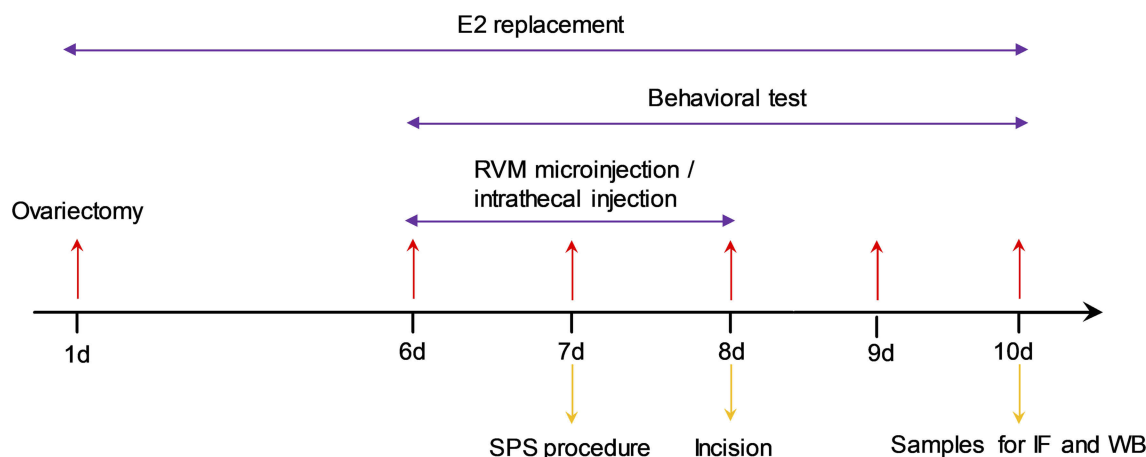 E2 replacement
Behavioral test
RVM microinjection /
intrathecal injection
Ovariectomy
1d
6d
7d
8d
9d
10d
SPS procedure
Incision
Samples for IF and WB